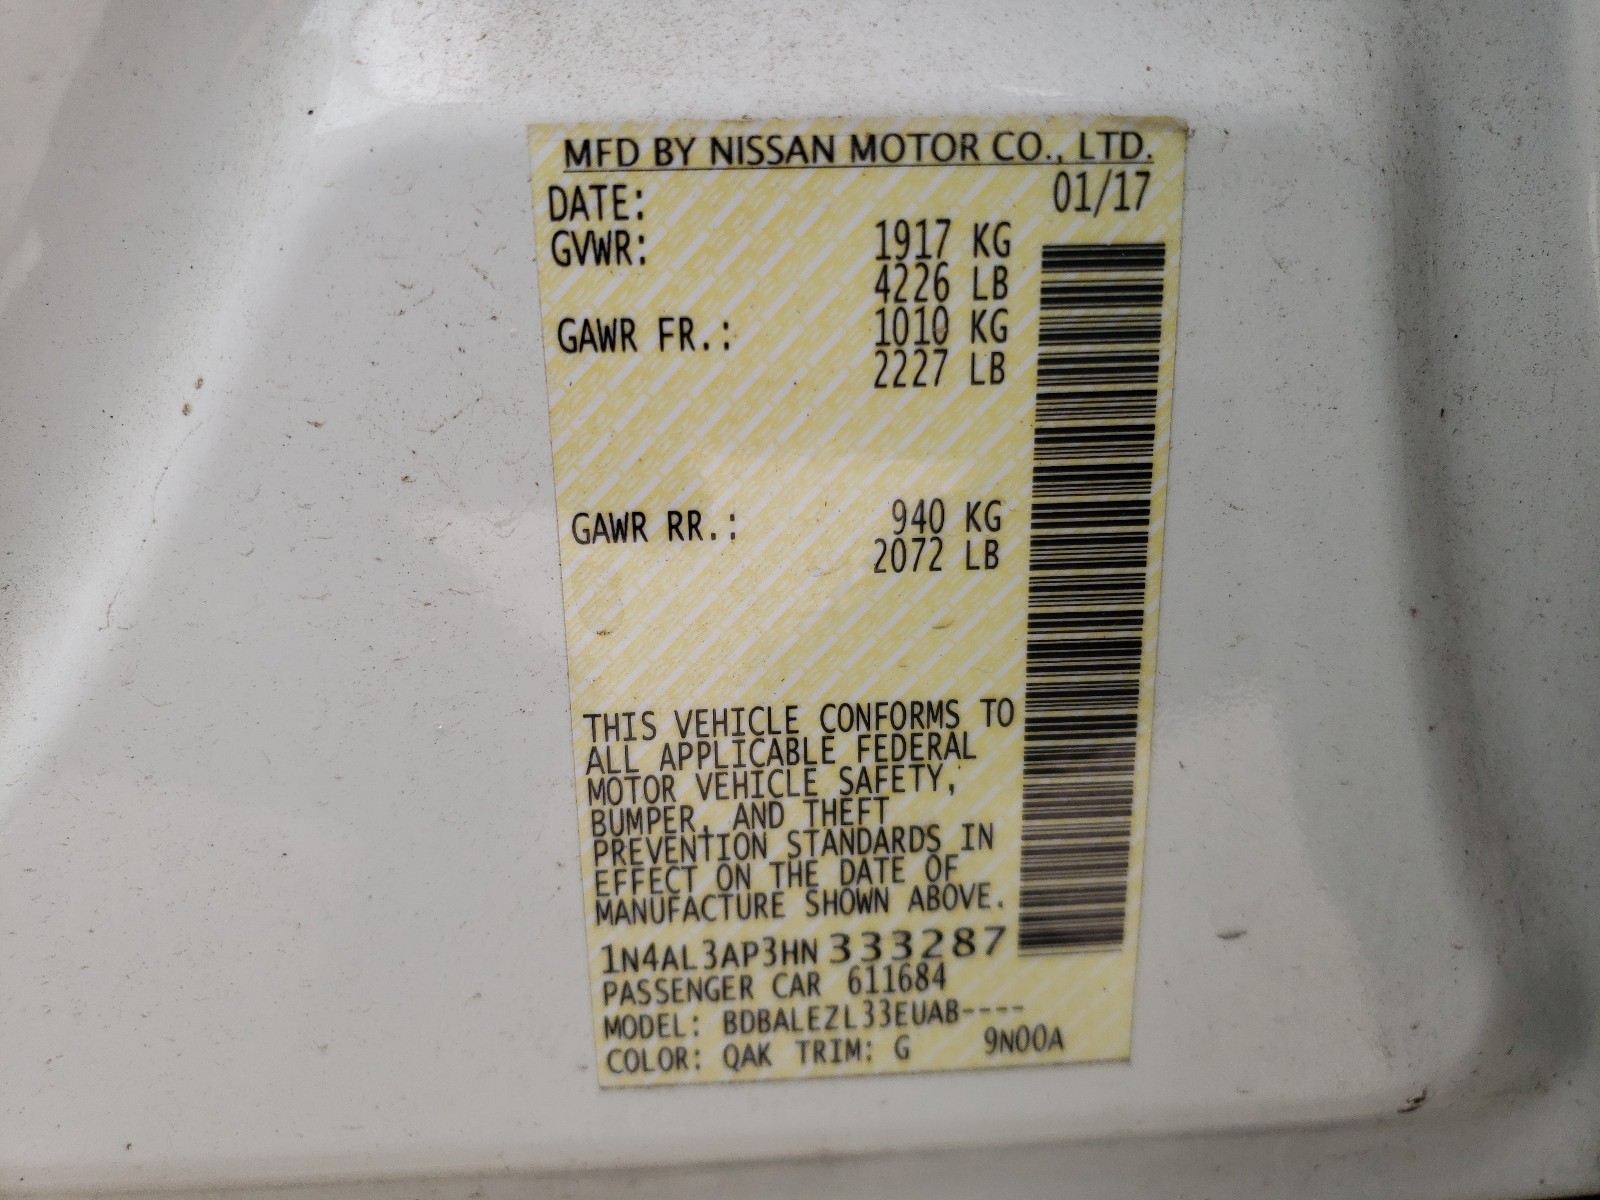 MFD BY NISSAN MOTOR CO., LTD.
DATE: 01/17
GVWR: 1917 KG
4226 LB
GAWR FR.: 1010 KG
2227 LB
GAWR RR.: 940 KG
2072 LB
THIS VEHICLE CONFORMS TO
ALL APPLICABLE FEDERAL
MOTOR VEHICLE SAFETY,
BUMPER, AND THEFT
PREVENTION STANDARDS IN
EFFECT ON THE DATE OF
MANUFACTURE SHOWN ABOVE.
1N4AL3AP3HN333287
PASSENGER CAR 611684
MODEL: BDBALEZL33EUAB----
COLOR: QAK TRIM: G 9N00A